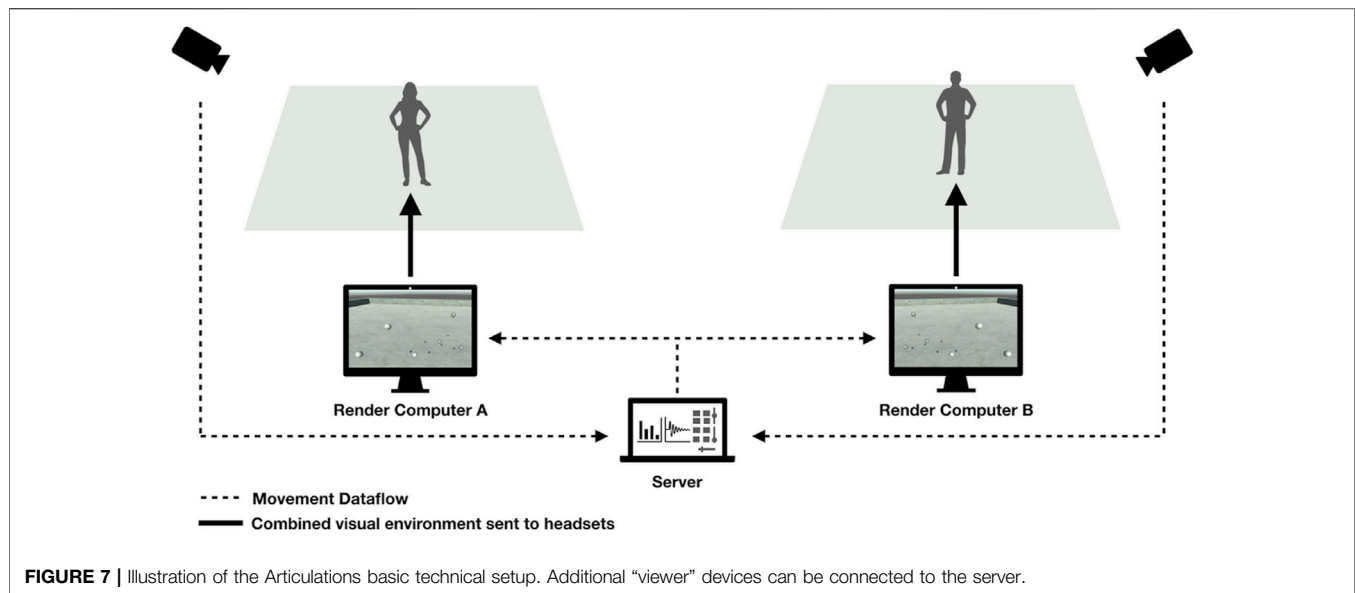 Render Computer A
Render Computer B
Server
Movement Dataflow
Combined visual environment sent to headsets
FIGURE 7 | Illustration of the Articulations basic technical setup. Additional “viewer” devices can be connected to the server.